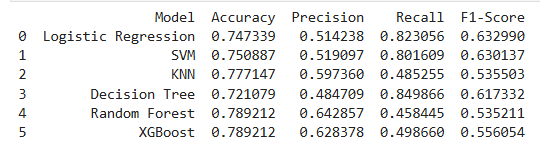 Model Accuracy Precision Recall F1-Score
0 Logistic Regression 0.747339 0.514238 0.823056 0.632990
1 SVM 0.750887 0.519097 0.801609 0.630137
2 KNN 0.777147 0.597360 0.485255 0.535503
3 Decision Tree 0.721079 0.484709 0.849866 0.617332
4 Random Forest 0.789212 0.642857 0.458445 0.535211
5 XGBoost 0.789212 0.628378 0.498660 0.556054